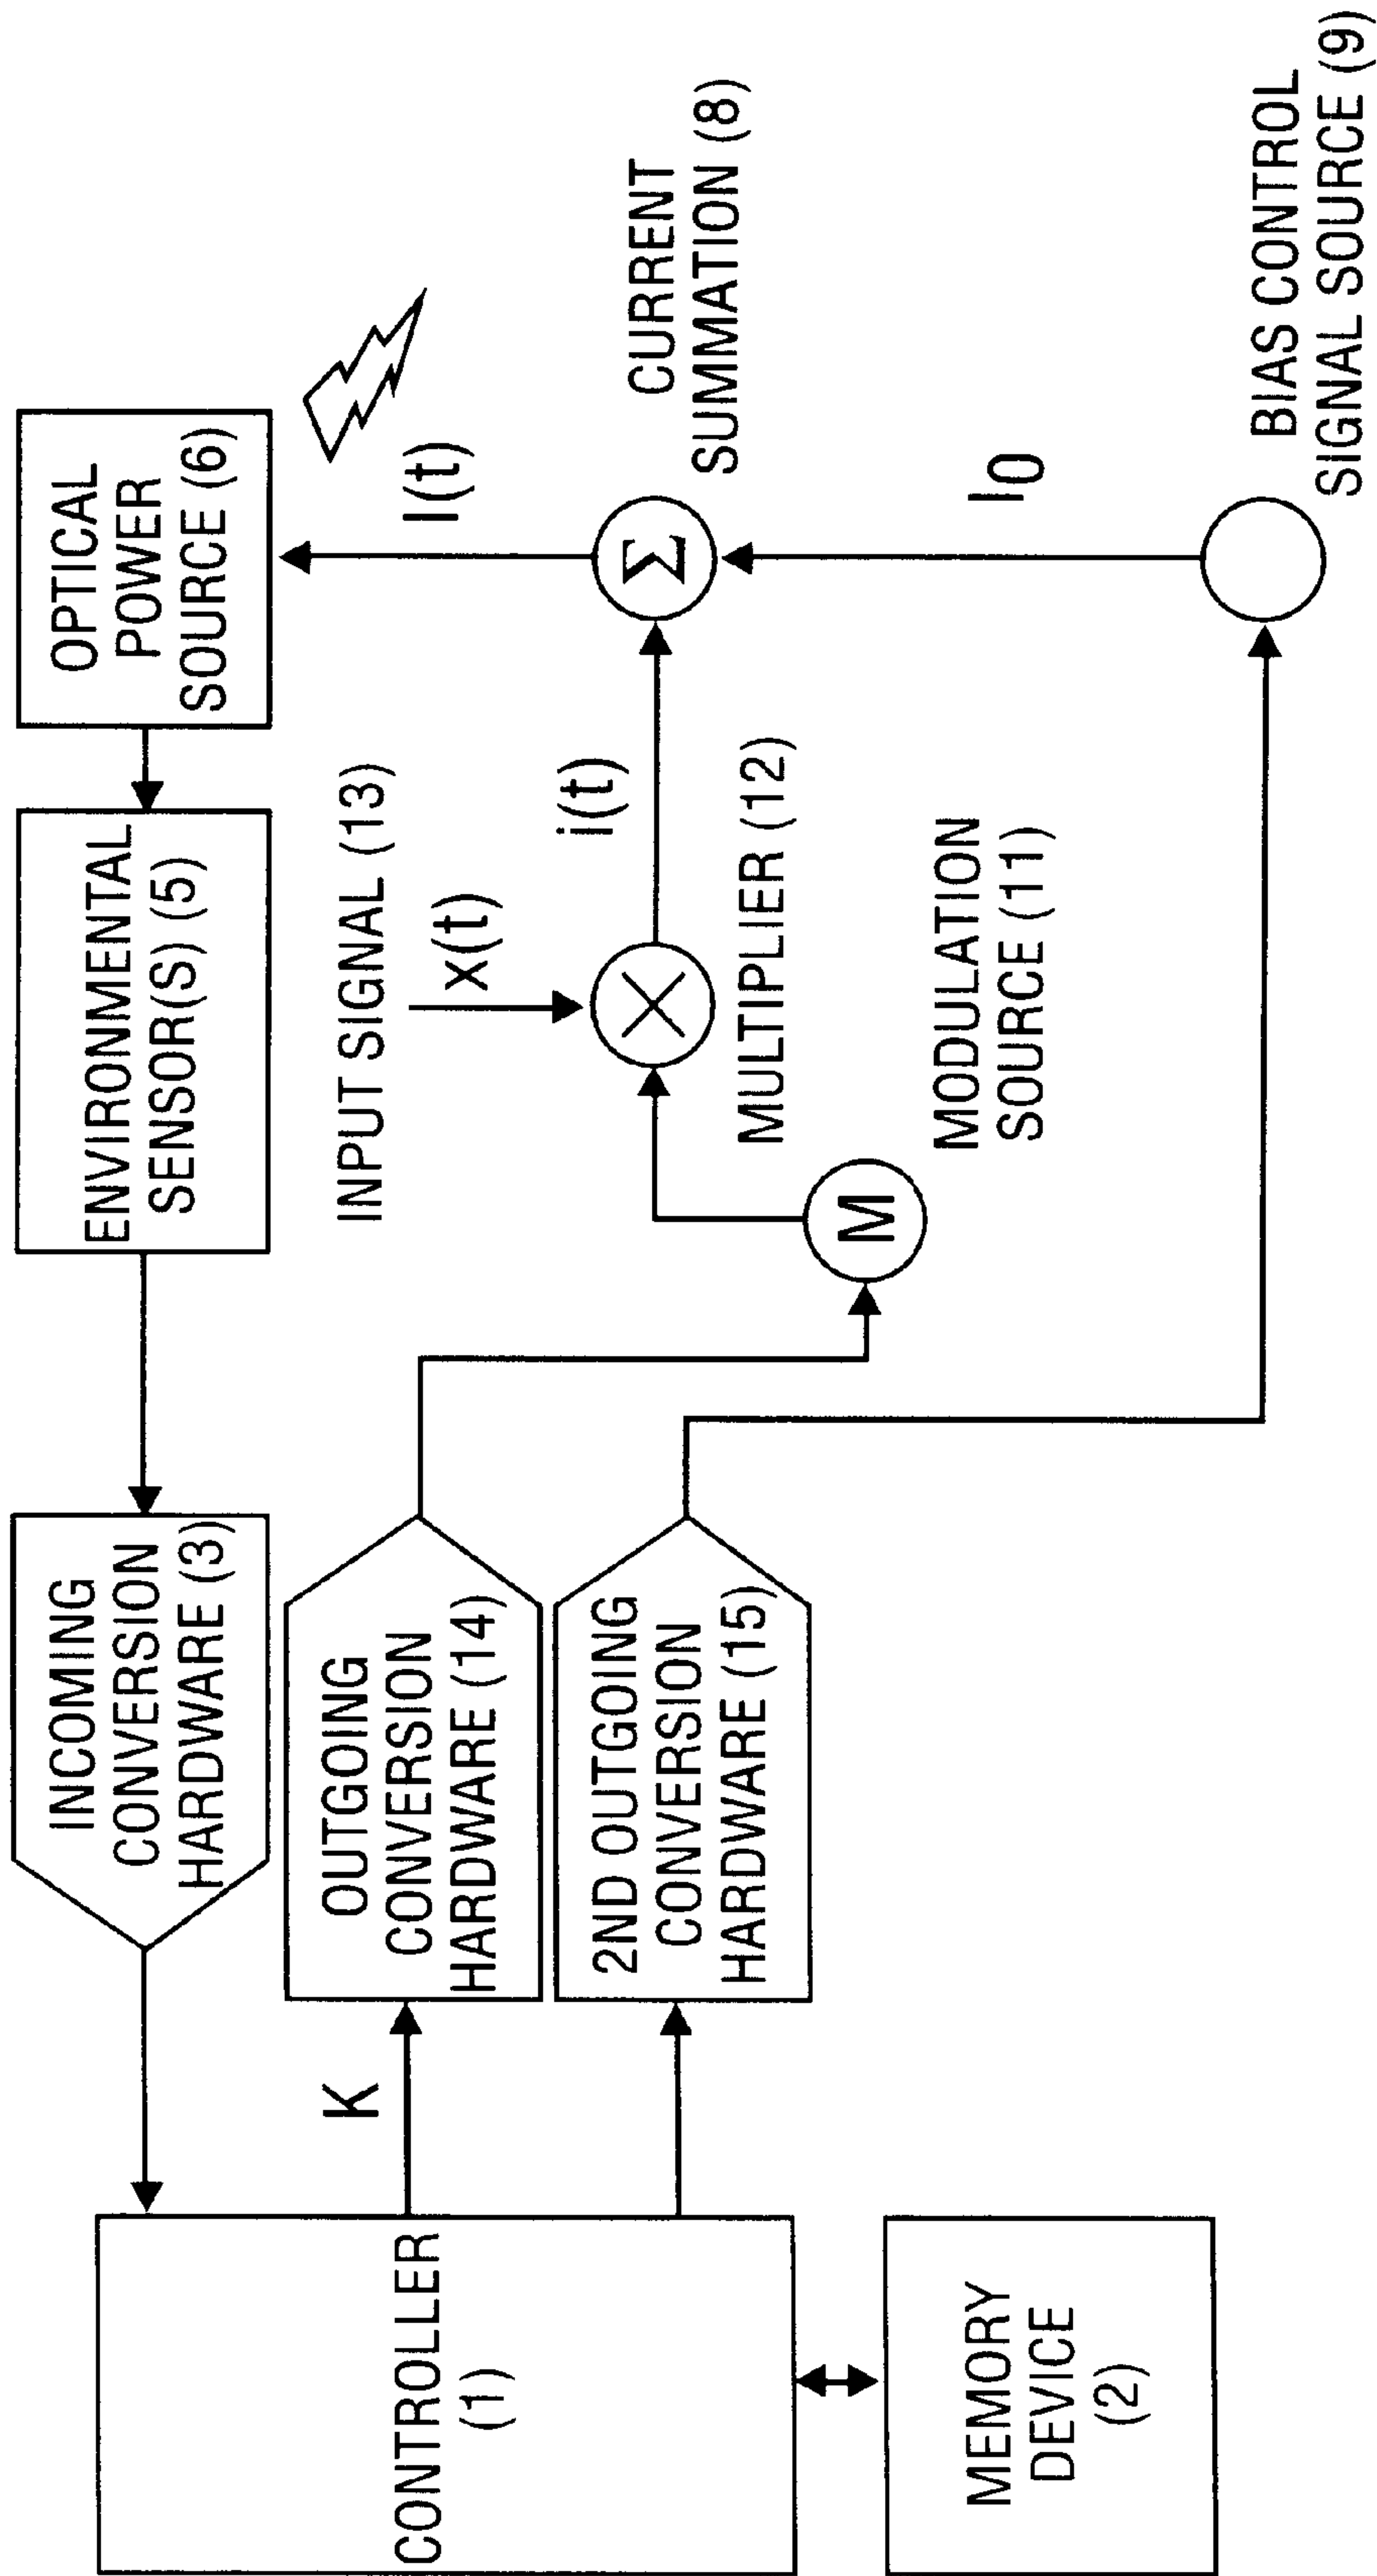 CONTROLLER
(1)
MEMORY
DEVICE
(2)
INCOMING
CONVERSION
HARDWARE (3)
K
OUTGOING
CONVERSION
HARDWARE (14)
2ND OUTGOING
CONVERSION
HARDWARE (15)
ENVIRONMENTAL
SENSOR(S) (5)
OPTICAL
POWER
SOURCE (6)
INPUT SIGNAL (13)
x(t)
I(t)
i(t)
Σ
CURRENT
SUMMATION (8)
MULTIPLIER (12)
M
MODULATION
SOURCE (11)
I0
BIAS CONTROL
SIGNAL SOURCE (9)